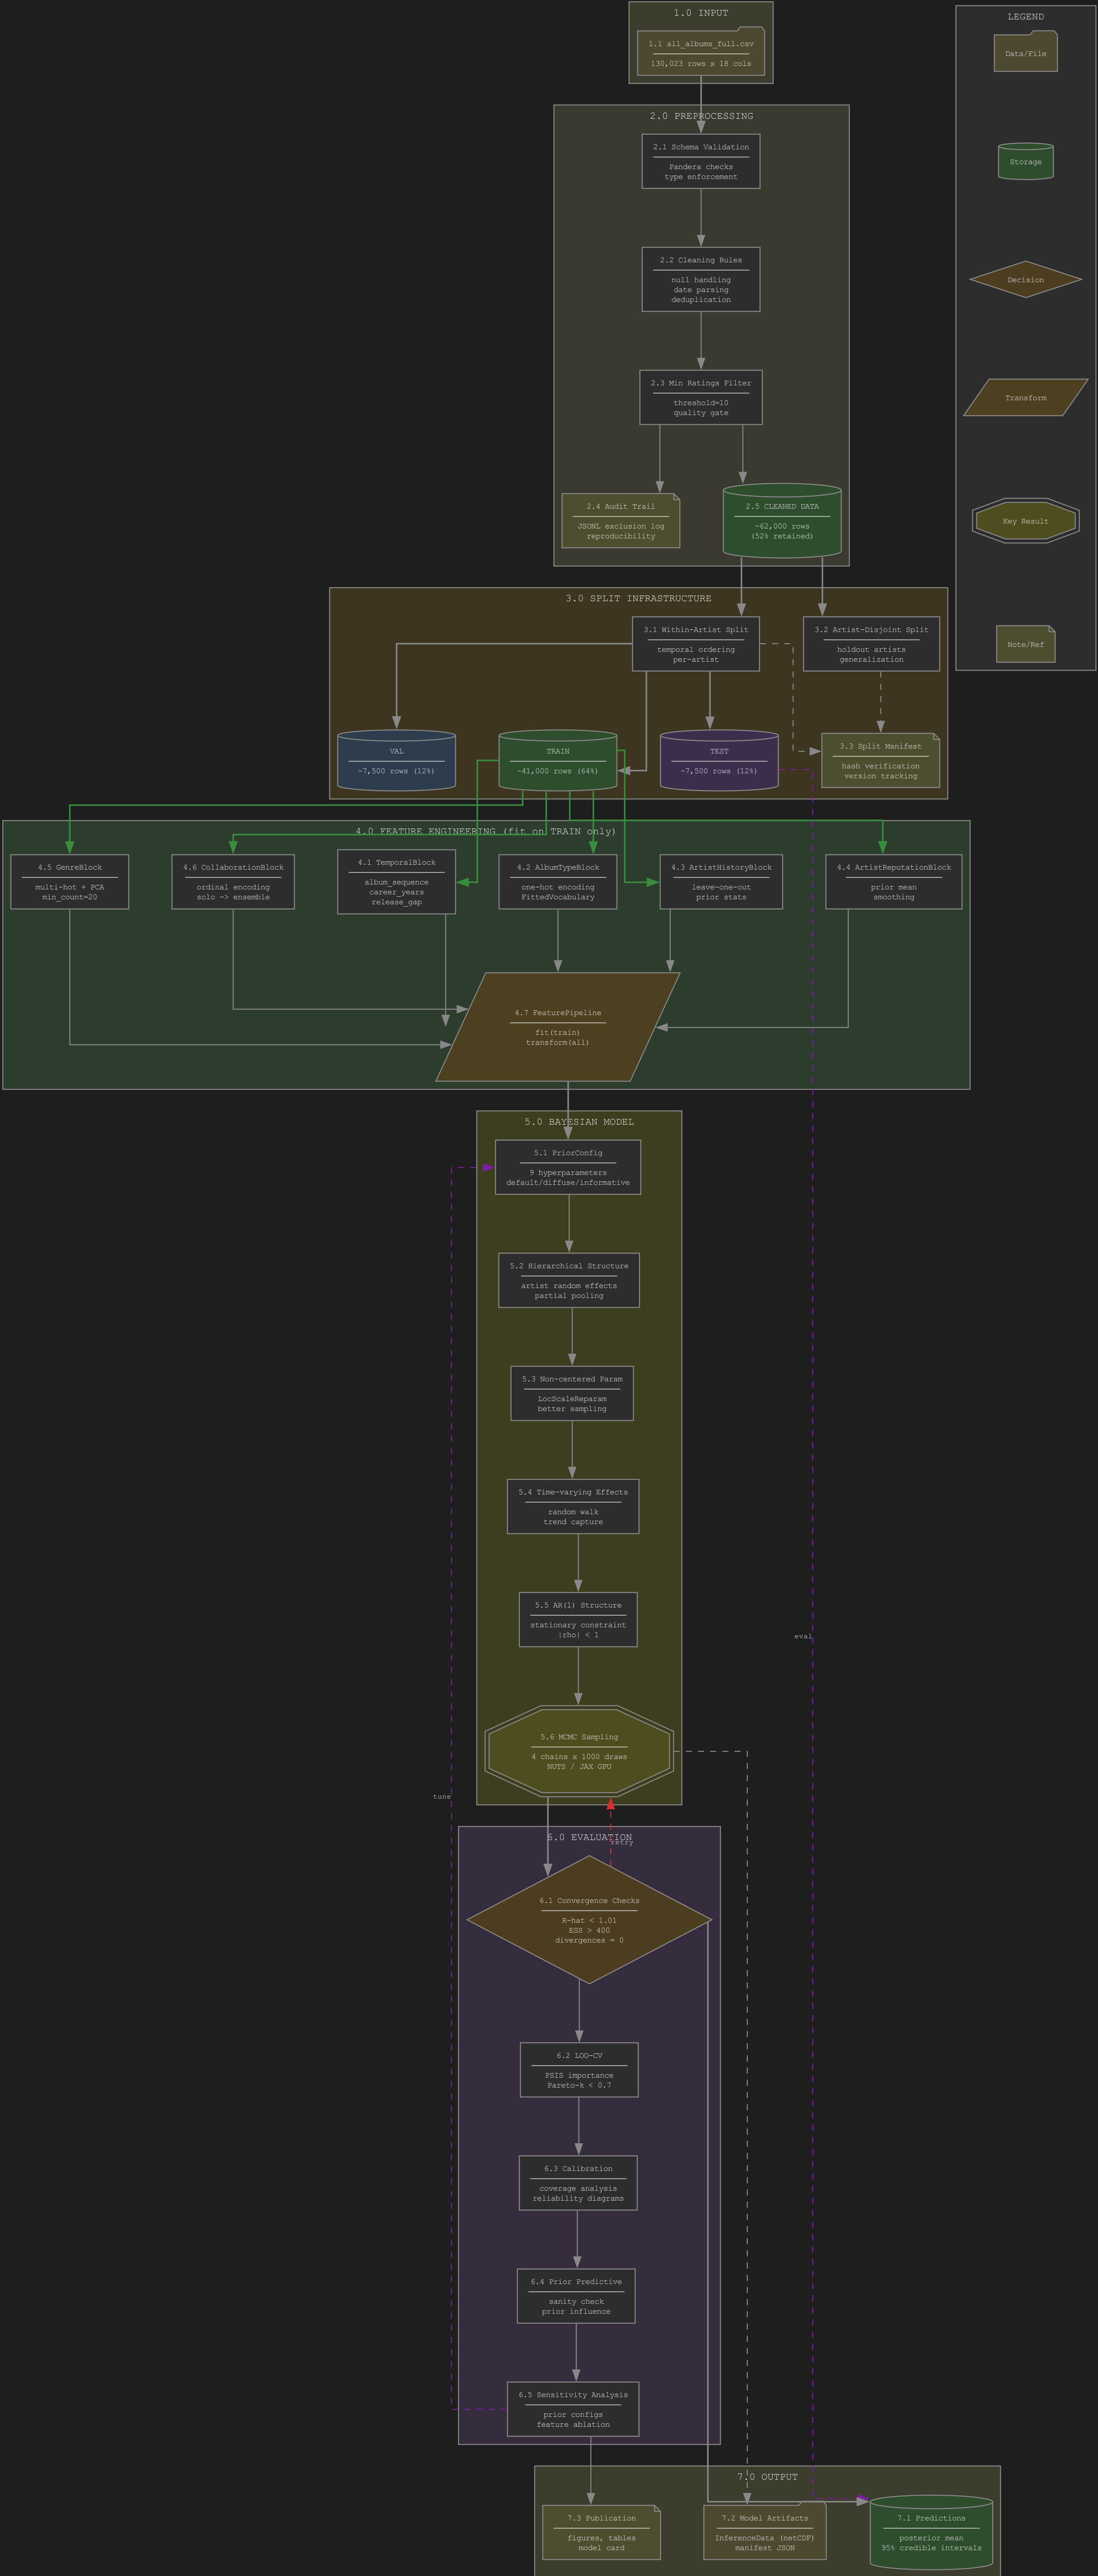 1.0 INPUT
1.1 all_albums_full.csv
130,023 rows x 18 cols
LEGEND
Data/File
Storage
Decision
Transform
Key Result
Note/Ref
2.0 PREPROCESSING
2.1 Schema Validation
Pandera checks
type enforcement
2.2 Cleaning Rules
null handling
date parsing
deduplication
2.3 Min Ratings Filter
threshold=10
quality gate
2.4 Audit Trail
JSONL exclusion log
reproducibility
2.5 CLEANED DATA
~62,000 rows
(52% retained)
3.0 SPLIT INFRASTRUCTURE
3.1 Within-Artist Split
temporal ordering
per-artist
3.2 Artist-Disjoint Split
holdout artists
generalization
VAL
~7,500 rows (12%)
TRAIN
~41,000 rows (64%)
TEST
~7,500 rows (12%)
3.3 Split Manifest
hash verification
version tracking
4.0 FEATURE ENGINEERING (fit on TRAIN only)
4.5 GenreBlock
multi-hot + PCA
min_count=20
4.6 CollaborationBlock
ordinal encoding
solo -> ensemble
4.1 TemporalBlock
album_sequence
career_years
release_gap
4.2 AlbumTypeBlock
one-hot encoding
FittedVocabulary
4.3 ArtistHistoryBlock
leave-one-out
prior stats
4.4 ArtistReputationBlock
prior mean
smoothing
4.7 FeaturePipeline
fit(train)
transform(all)
5.0 BAYESIAN MODEL
5.1 PriorConfig
9 hyperparameters
default/diffuse/informative
5.2 Hierarchical Structure
artist random effects
partial pooling
5.3 Non-centered Param
LocScaleReparam
better sampling
5.4 Time-varying Effects
random walk
trend capture
5.5 AR(1) Structure
stationary constraint
|rho| < 1
eval
5.6 MCMC Sampling
4 chains x 1000 draws
NUTS / JAX GPU
tune
6.0 EVALUATION
retry
6.1 Convergence Checks
R-hat < 1.01
ESS > 400
divergences = 0
6.2 LOO-CV
PSIS importance
Pareto-k < 0.7
6.3 Calibration
coverage analysis
reliability diagrams
6.4 Prior Predictive
sanity check
prior influence
6.5 Sensitivity Analysis
prior configs
feature ablation
7.0 OUTPUT
7.3 Publication
figures, tables
model card
7.2 Model Artifacts
InferenceData (netCDF)
manifest JSON
7.1 Predictions
posterior mean
95% credible intervals